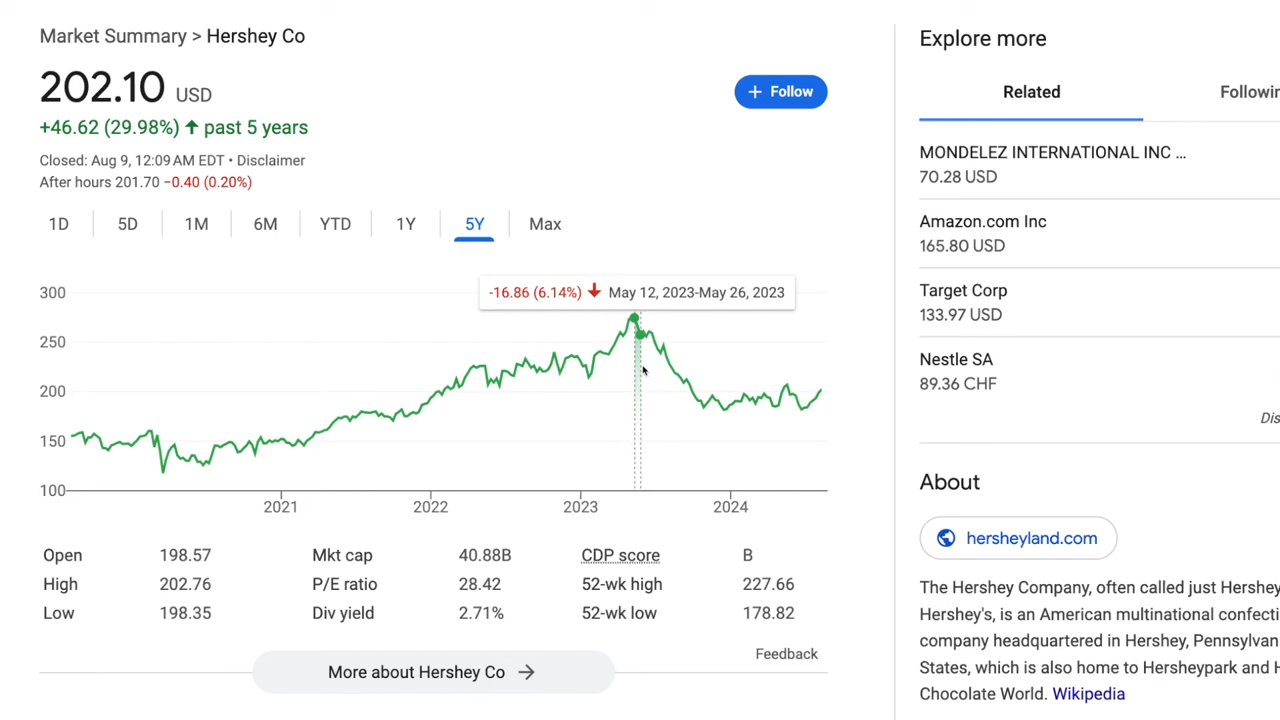 Market Summary > Hershey Co
202.10 USD
+ Follow
+46.62 (29.98%) ↑ past 5 years
Closed: Aug 9, 12:09 AM EDT • Disclaimer
After hours 201.70 −0.40 (0.20%)
1D 5D 1M 6M YTD 1Y 5Y Max
-16.86 (6.14%) ↓ May 12, 2023-May 26, 2023
300
250
200
150
100
2021 2022 2023 2024
Open 198.57 Mkt cap 40.88B CDP score B
High 202.76 P/E ratio 28.42 52-wk high 227.66
Low 198.35 Div yield 2.71% 52-wk low 178.82
Feedback
More about Hershey Co →
Explore more
Related Followin
MONDELEZ INTERNATIONAL INC ...
70.28 USD
Amazon.com Inc
165.80 USD
Target Corp
133.97 USD
Nestle SA
89.36 CHF
Dis
About
hersheyland.com
The Hershey Company, often called just Hershey
Hershey's, is an American multinational confecti
company headquartered in Hershey, Pennsylvan
States, which is also home to Hersheypark and H
Chocolate World. Wikipedia